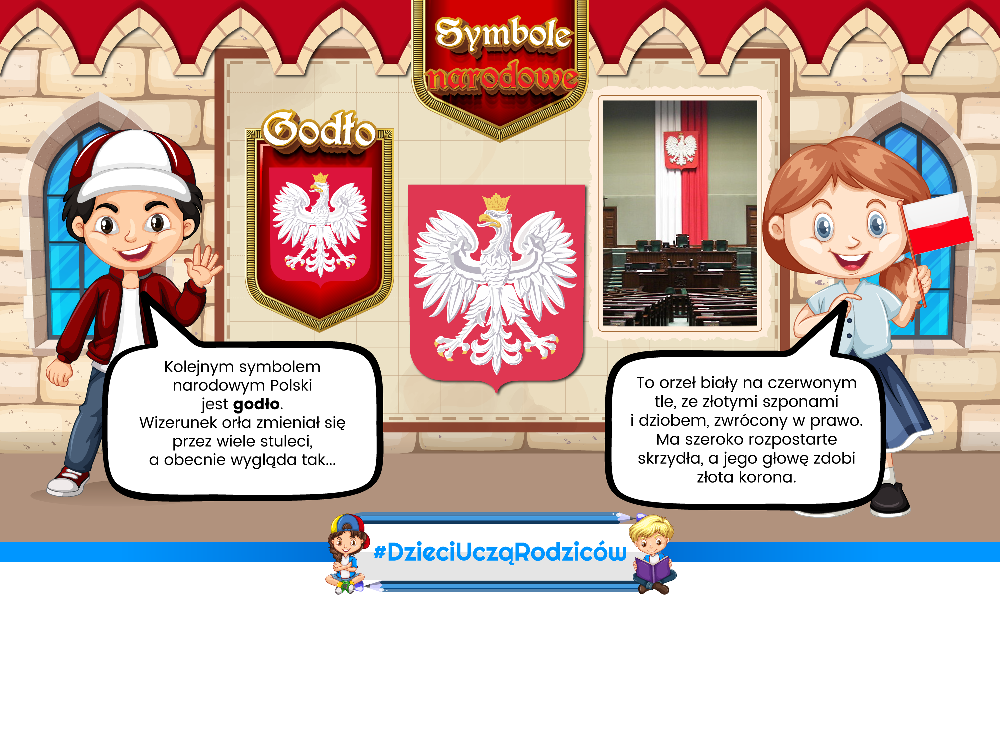 Symbole
narodowe
Godło
Kolejnym symbolem
narodowym Polski
jest godło.
Wizerunek orła zmieniał się
przez wiele stuleci,
a obecnie wygląda tak...
To orzeł biały na czerwonym
tle, ze złotymi szponami
i dziobem, zwrócony w prawo.
Ma szeroko rozpostarte
skrzydła, a jego głowę zdobi
złota korona.
#DzieciUcząRodziców